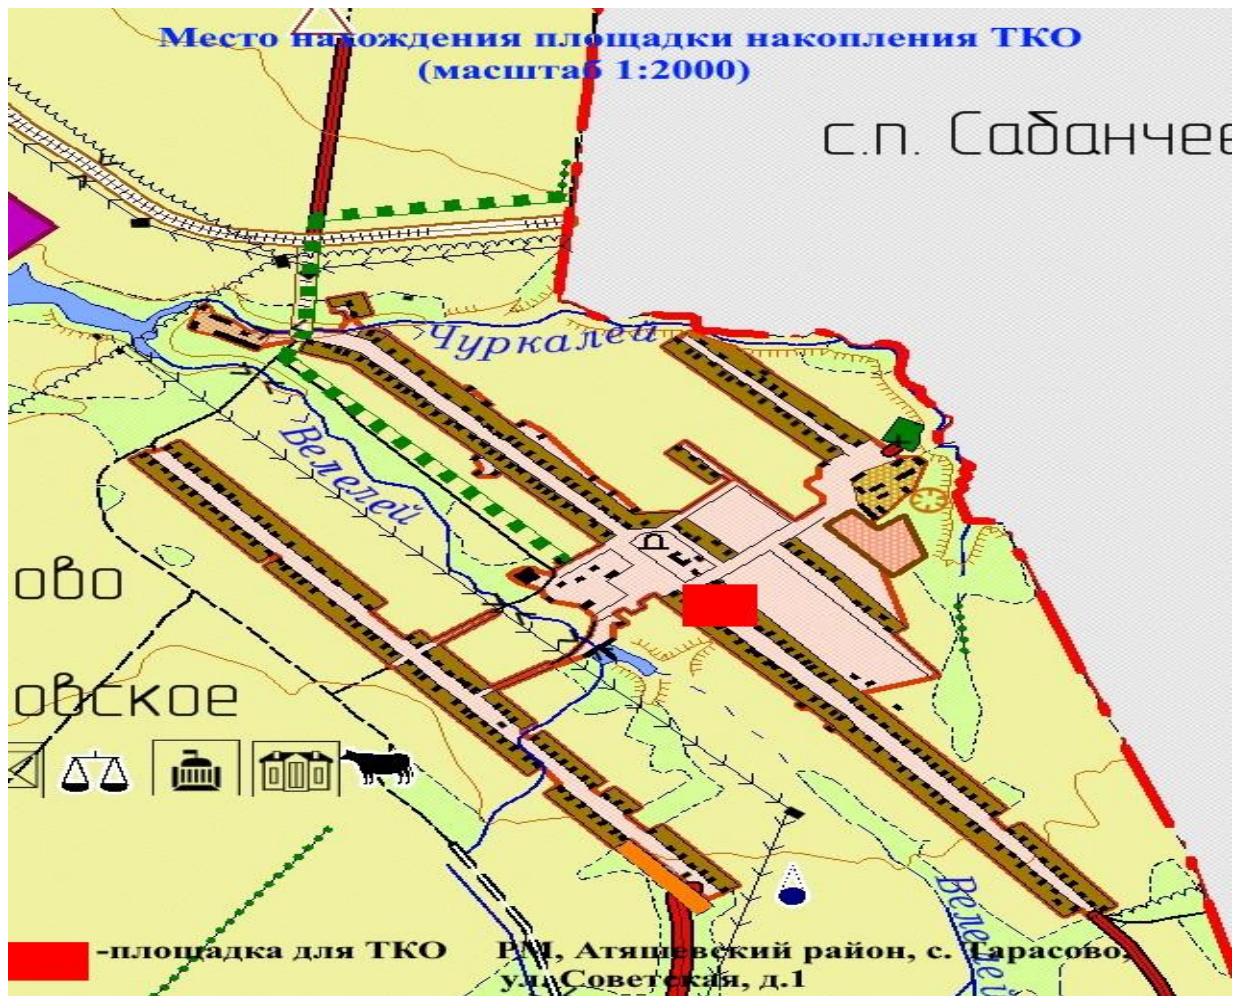 Место нахождения площадки накопления ТКО
(масштаб 1:2000)
с.п. Сабанчее
Чуркалей
Велелей
ово
овское
Велелей
-площадка для ТКО
РМ, Атяшевский район, с. Тарасово,
ул. Советская, д.1